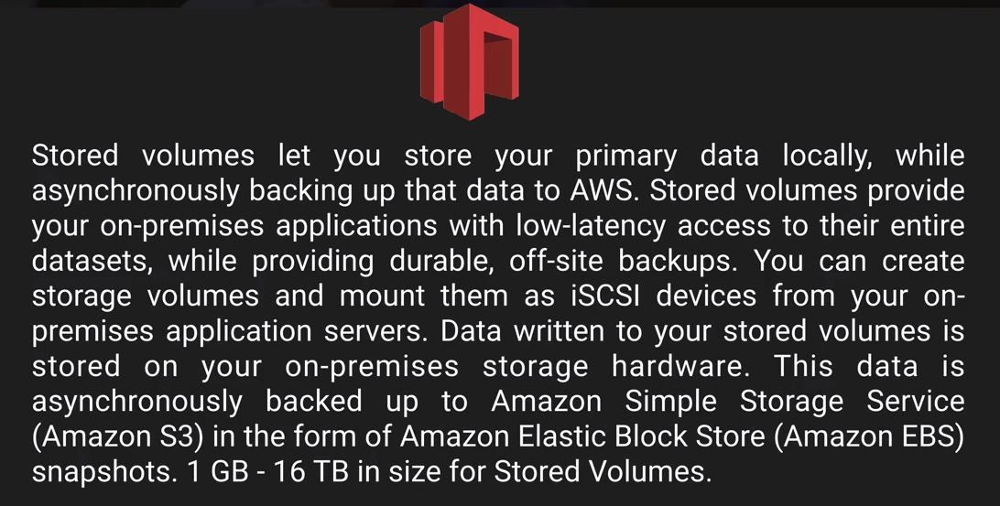 Stored volumes let you store your primary data locally, while
asynchronously backing up that data to AWS. Stored volumes provide
your on-premises applications with low-latency access to their entire
datasets, while providing durable, off-site backups. You can create
storage volumes and mount them as iSCSI devices from your on-
premises application servers. Data written to your stored volumes is
stored on your on-premises storage hardware. This data is
asynchronously backed up to Amazon Simple Storage Service
(Amazon S3) in the form of Amazon Elastic Block Store (Amazon EBS)
snapshots. 1 GB - 16 TB in size for Stored Volumes.